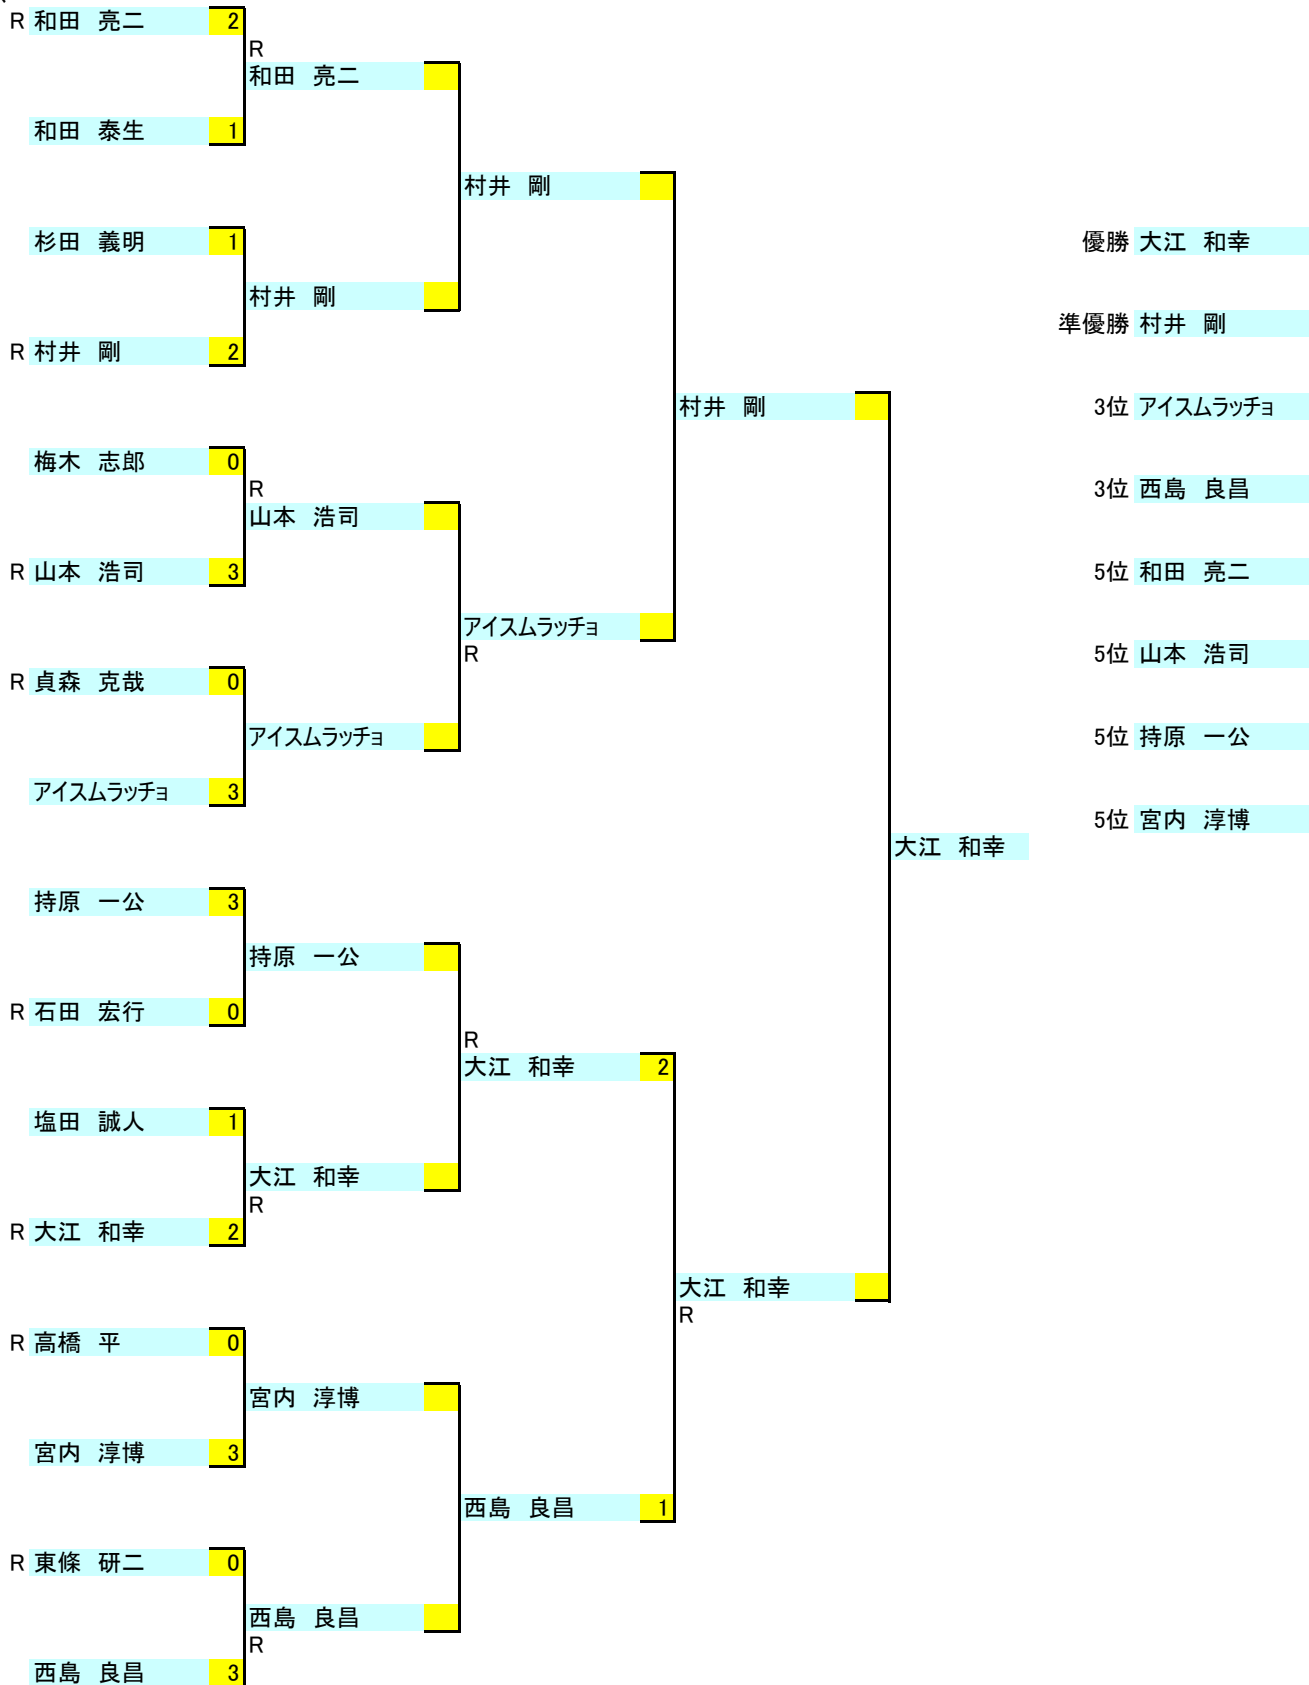 R 和田　亮二 2
R
和田　亮二
和田　泰生 1
村井　剛
杉田　義明 1
優勝 大江　和幸
村井　剛
準優勝 村井　剛
R 村井　剛 2
村井　剛
3位 アイスムラッチョ
梅木　志郎 0
R
3位 西島　良昌
山本　浩司
R 山本　浩司 3
5位 和田　亮二
アイスムラッチョ
R
5位 山本　浩司
R 貞森　克哉 0
アイスムラッチョ
5位 持原　一公
アイスムラッチョ 3
5位 宮内　淳博
大江　和幸
持原　一公 3
持原　一公
R 石田　宏行 0
R
大江　和幸 2
塩田　誠人 1
大江　和幸
R
R 大江　和幸 2
大江　和幸
R
R 高橋　平 0
宮内　淳博
宮内　淳博 3
西島　良昌 1
R 東條　研二 0
西島　良昌
R
西島　良昌 3